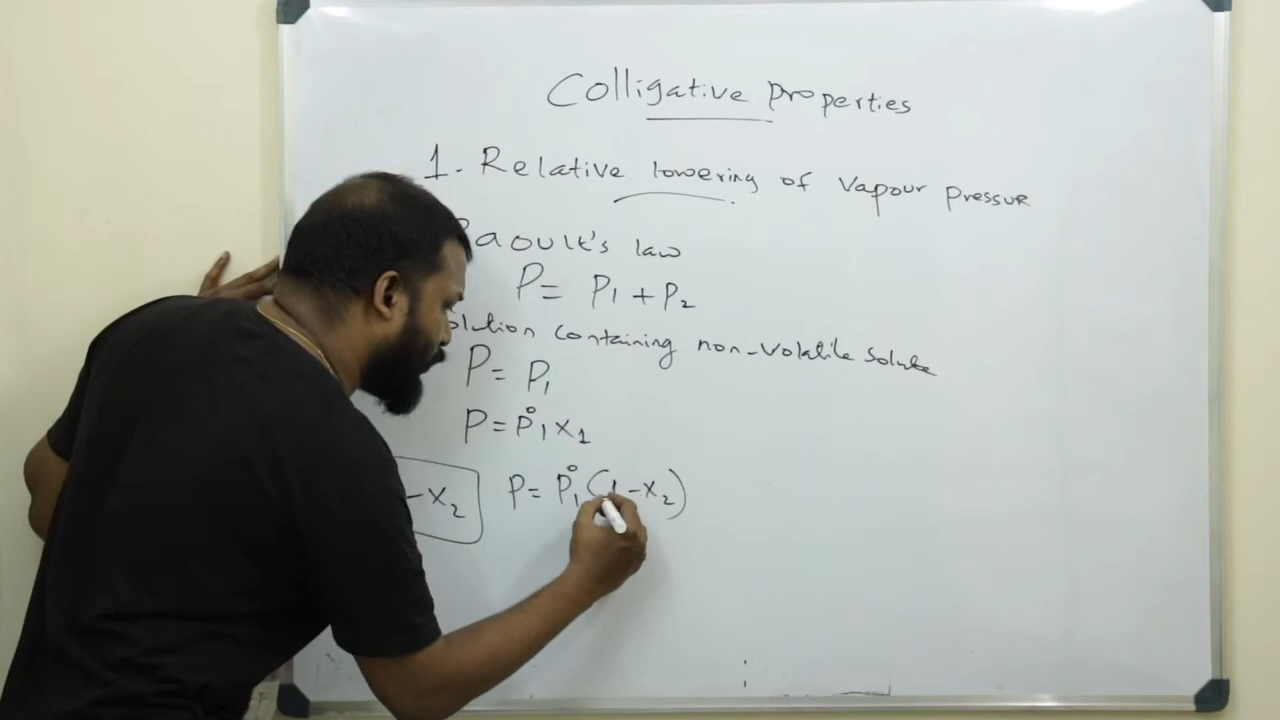 Colligative properties
1. Relative lowering of Vapour Pressur
Raoult's law
P = P₁ + P₂
olution containing non-Volatile Solute
P = P₁
P = P°₁ x₁
-x₂ P = P°₁ (1-x₂)